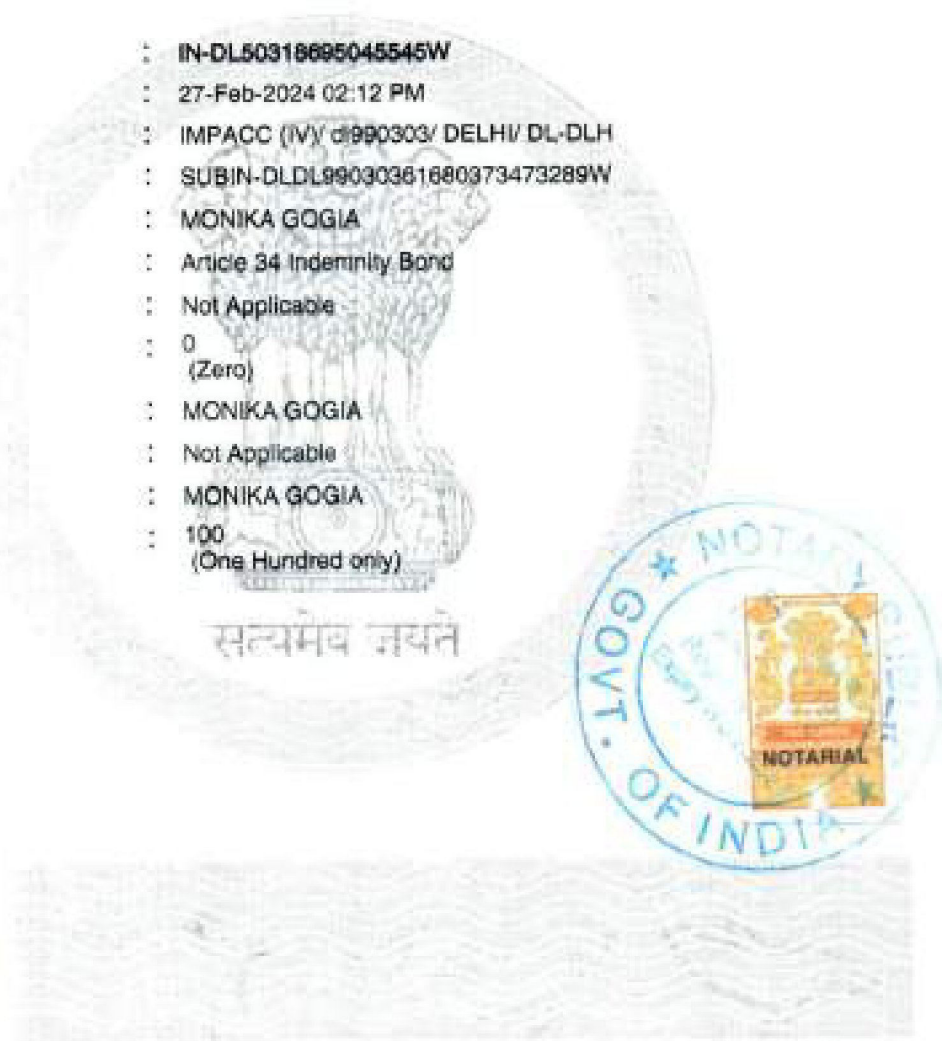 : IN-DL50318695045545W
: 27-Feb-2024 02:12 PM
: IMPACC (IV)/ dl990303/ DELHI/ DL-DLH
: SUBIN-DLDL99030361680373473289W
: MONIKA GOGIA
: Article 34 Indemnity Bond
: Not Applicable
: 0
(Zero)
: MONIKA GOGIA
: Not Applicable
: MONIKA GOGIA
: 100
(One Hundred only)
सत्यमेव जयते
GOVT. OF INDIA
NOTARIAL